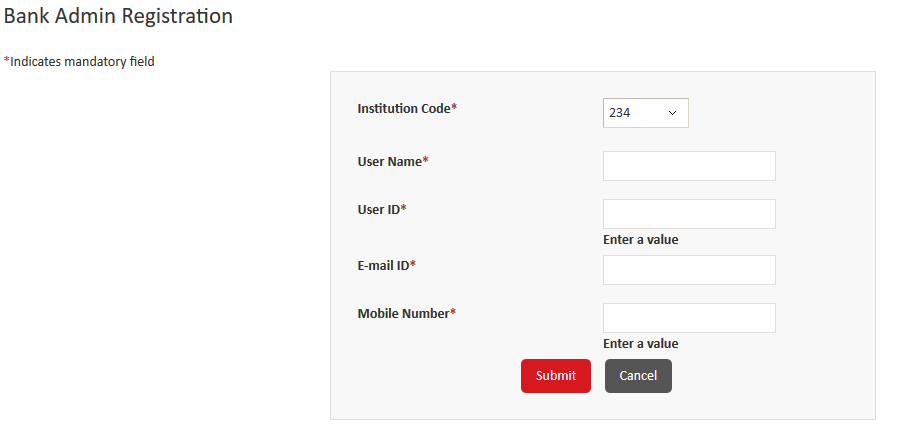 Bank Admin Registration
*Indicates mandatory field
Institution Code*
234
User Name*
User ID*
Enter a value
E-mail ID*
Mobile Number*
Enter a value
Submit Cancel